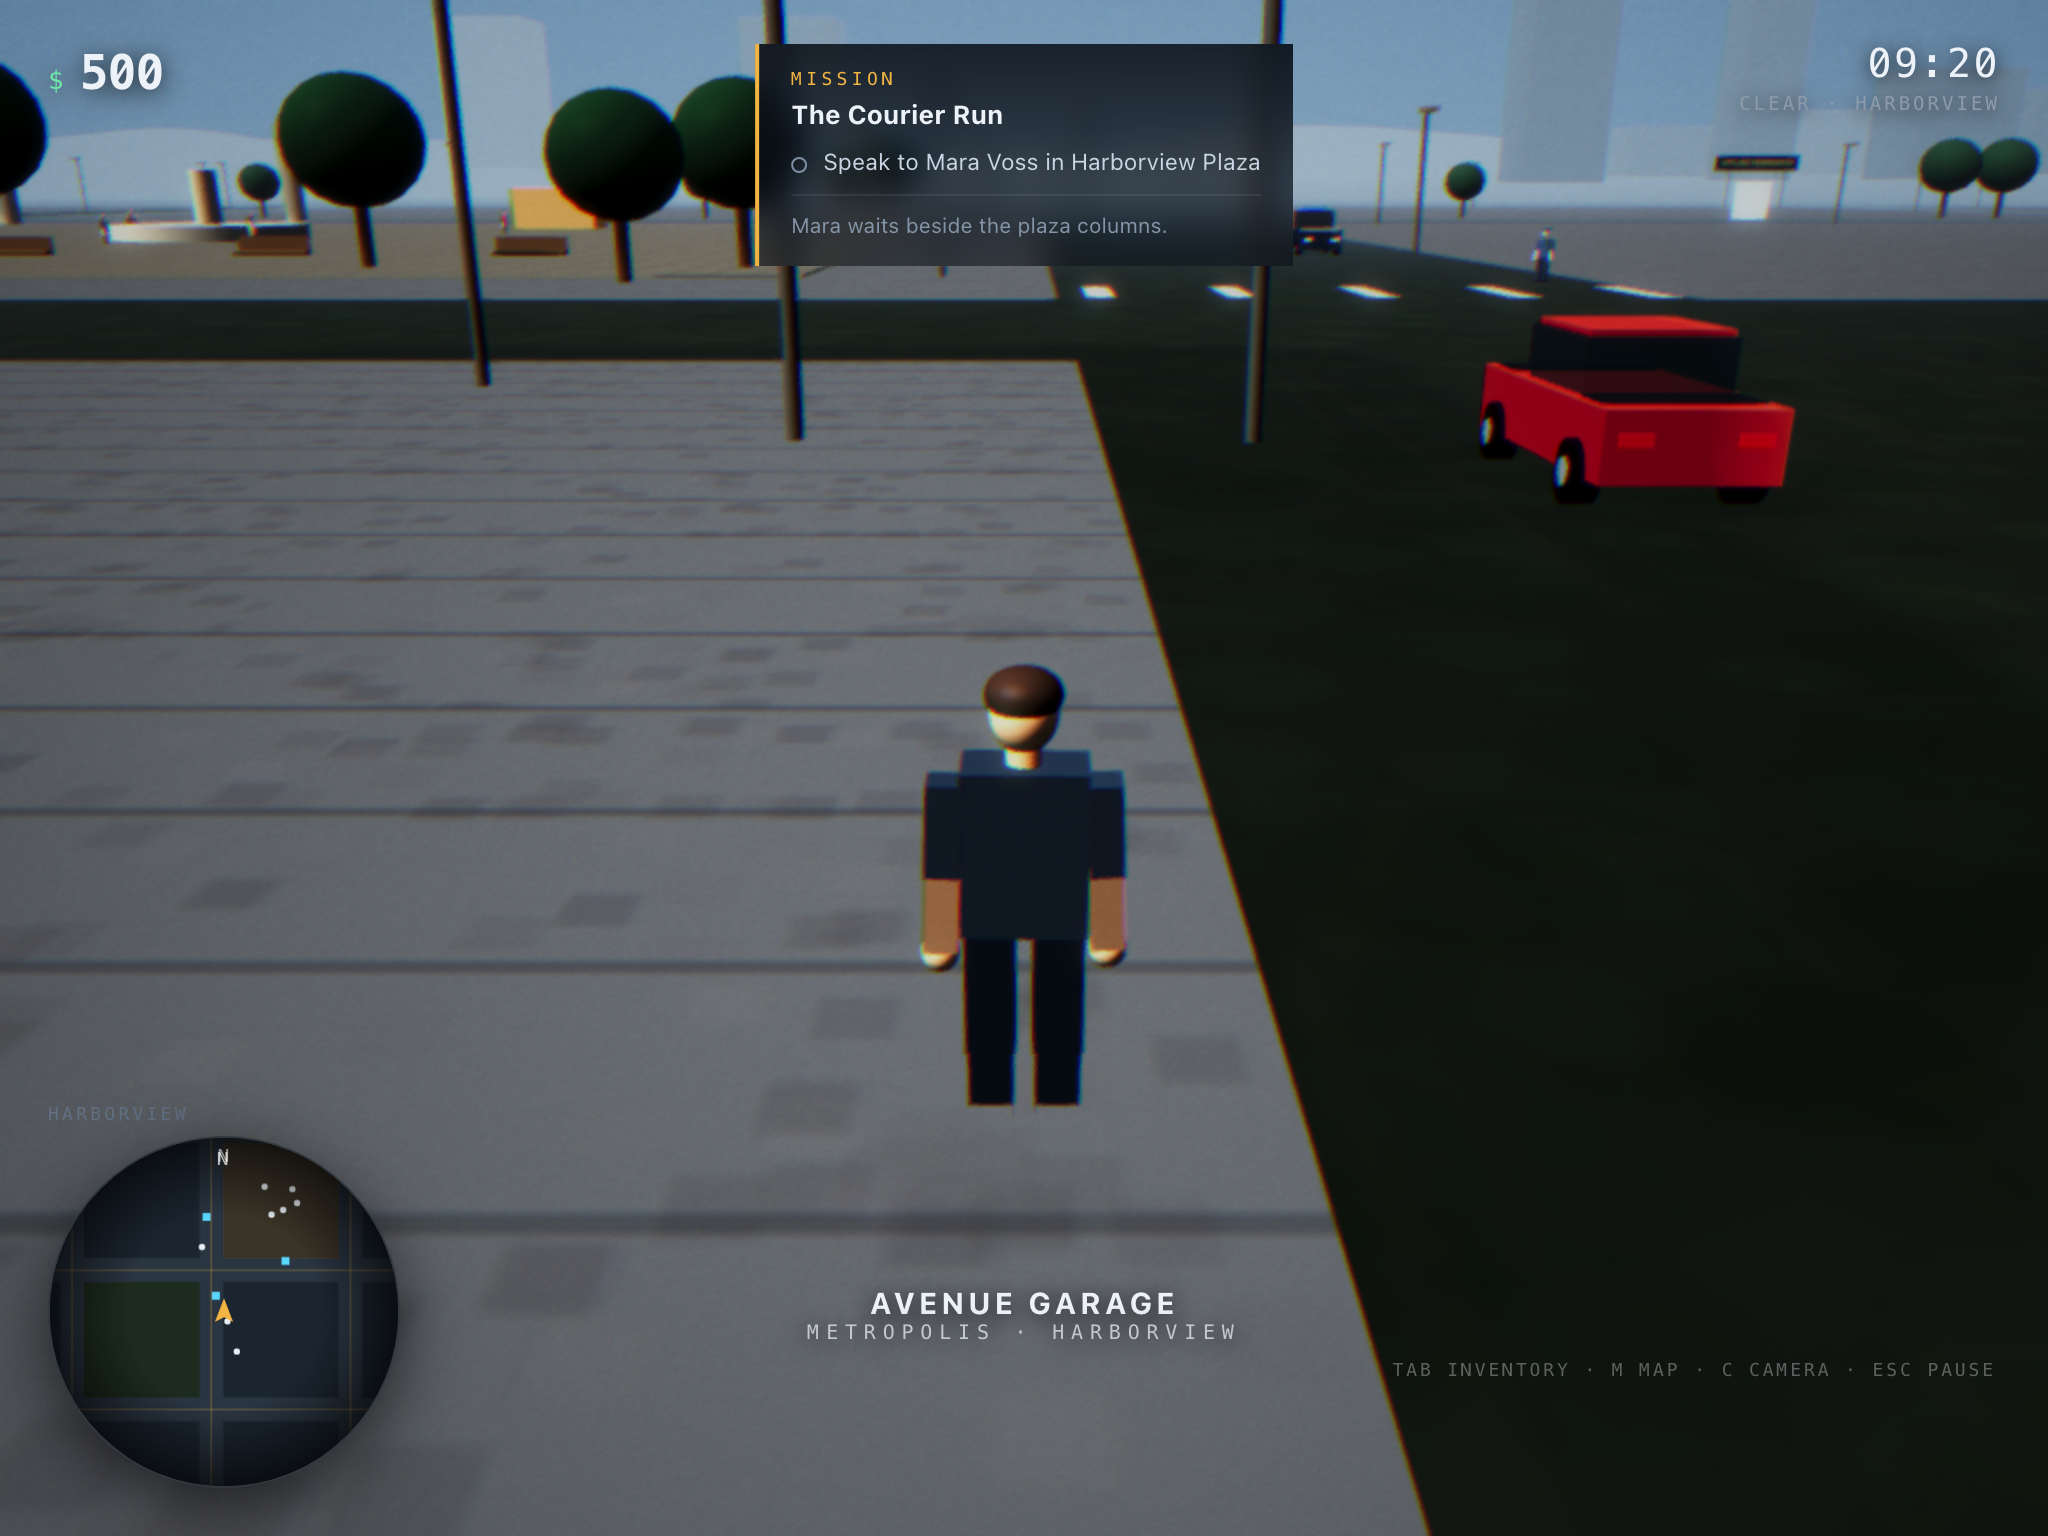 $ 500
MISSION
The Courier Run
Speak to Mara Voss in Harborview Plaza
Mara waits beside the plaza columns.
09:20
CLEAR · HARBORVIEW
HARBORVIEW
N
AVENUE GARAGE
METROPOLIS · HARBORVIEW
TAB INVENTORY · M MAP · C CAMERA · ESC PAUSE